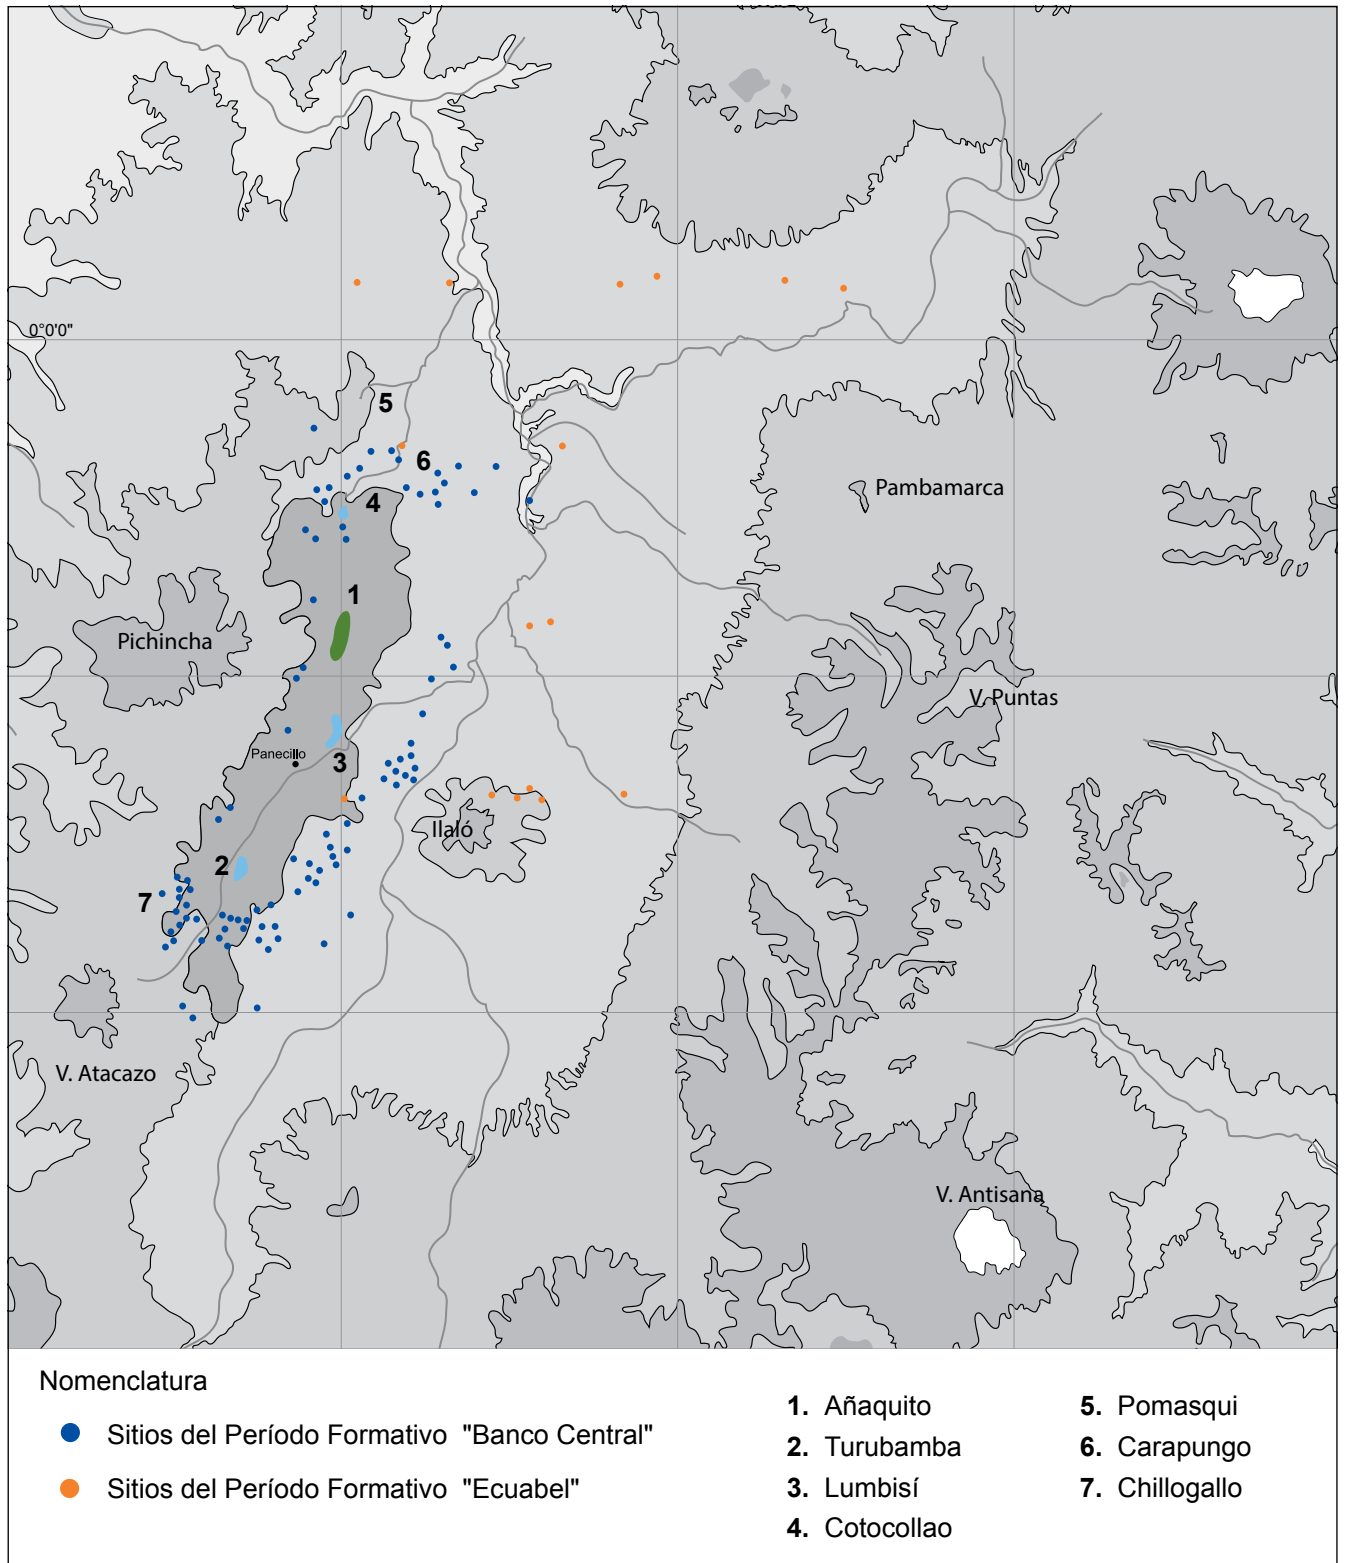 0°0'0"
5
6
4
Pambamarca
1
Pichincha
V. Puntas
Panecillo
3
Ilaló
2
7
V. Atacazo
V. Antisana
Nomenclatura
Sitios del Período Formativo "Banco Central"
Sitios del Período Formativo "Ecuabel"
1. Añaquito
2. Turubamba
3. Lumbisí
4. Cotocollao
5. Pomasqui
6. Carapungo
7. Chillogallo